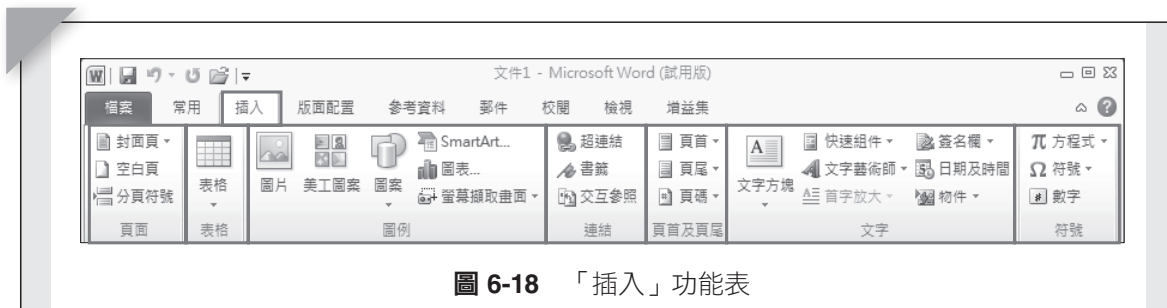 文件1 - Microsoft Word (試用版)
檔案 常用 插入 版面配置 參考資料 郵件 校閱 檢視 增益集
封面頁
空白頁
分頁符號
頁面
表格
表格
圖片 美工圖案 圖案
SmartArt...
圖表...
螢幕擷取畫面
圖例
超連結
書籤
交互參照
連結
頁首
頁尾
頁碼
頁首及頁尾
文字方塊
快速組件
文字藝術師
首字放大
簽名欄
日期及時間
物件
文字
π 方程式
Ω 符號
# 數字
符號
圖 6-18 「插入」功能表